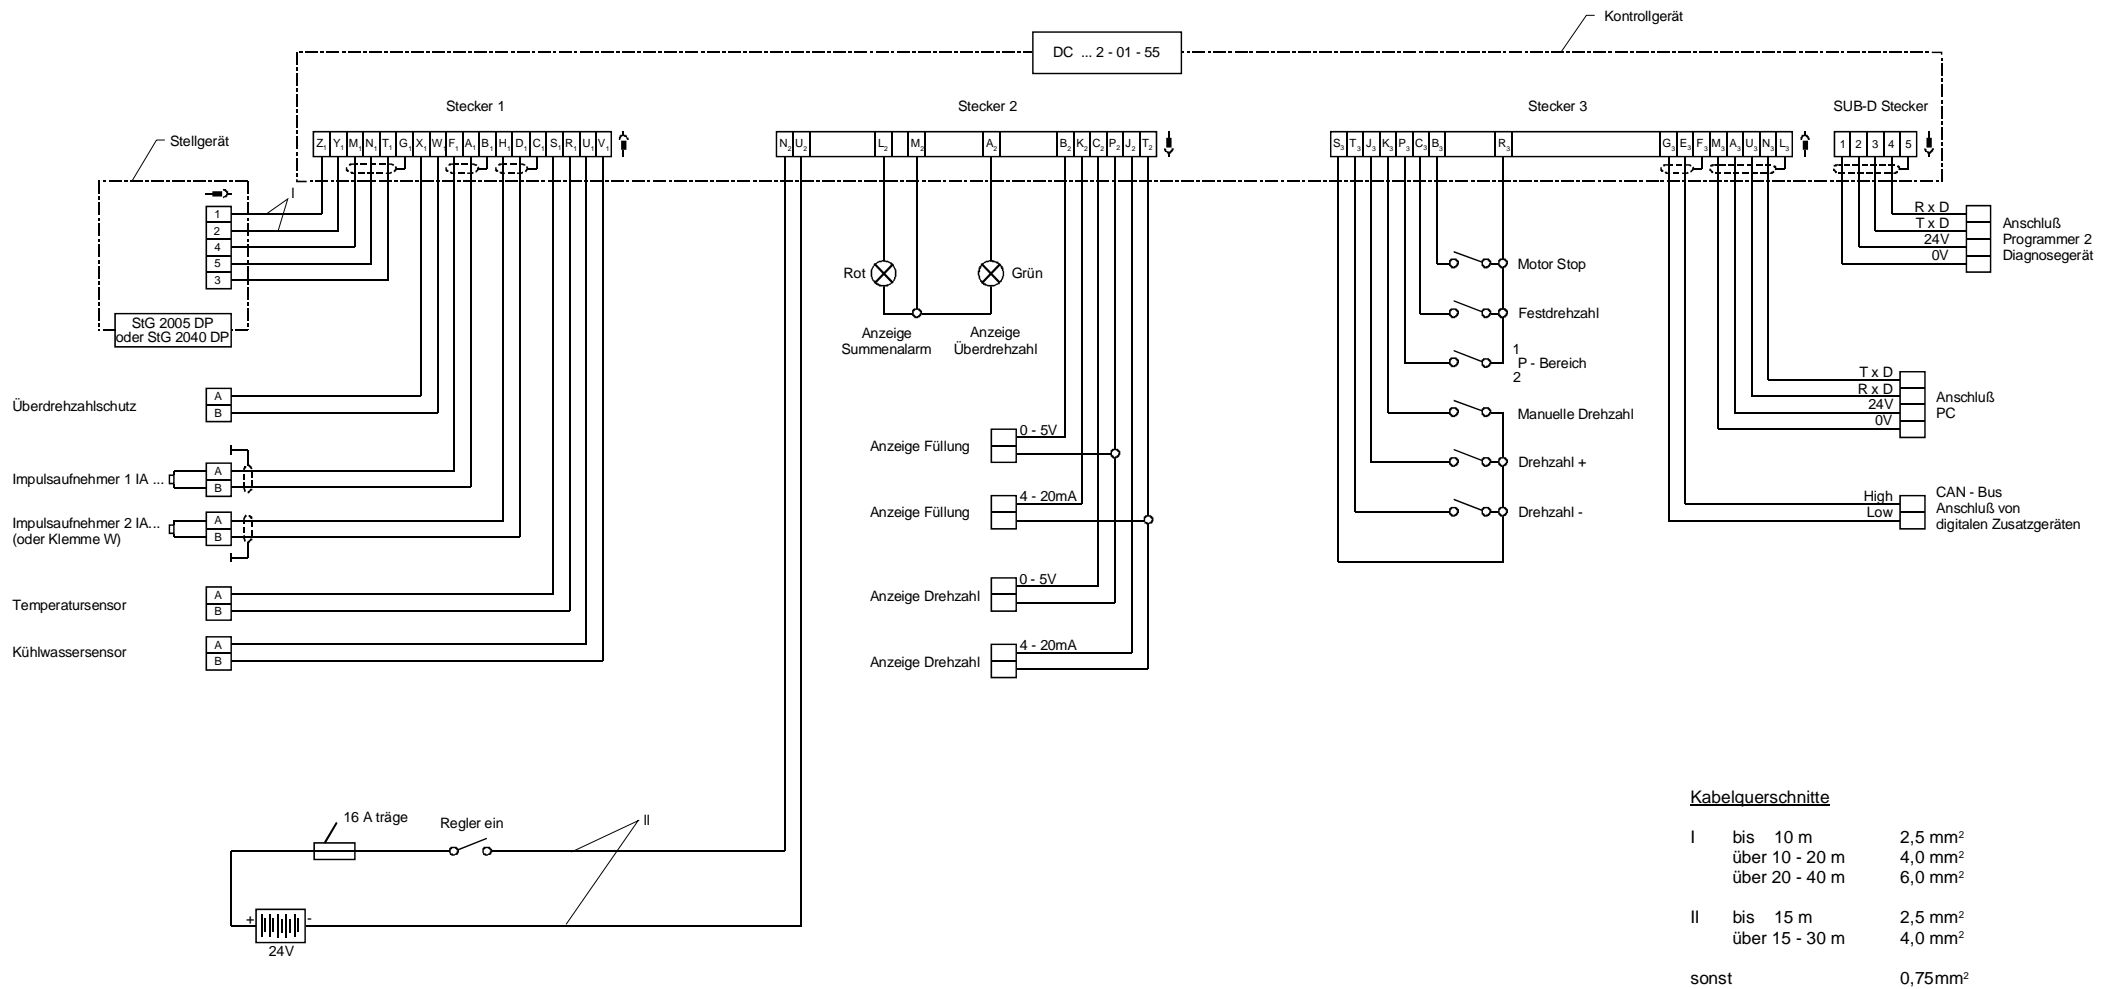 Kontrollgerät
DC ... 2 - 01 - 55
Stecker 1
Stecker 2
Stecker 3
SUB-D Stecker
Stellgerät
Z₁ Y₁ M₁ N₁ T₁ G₁ X₁ W₁ F₁ A₁ B₁ H₁ D₁ C₁ S₁ R₁ U₁ V₁
N₂ U₂ L₂ M₂ A₂ B₂ K₂ C₂ P₂ J₂ T₂
S₃ T₃ J₃ K₃ P₃ C₃ B₃ R₃ G₃ E₃ F₃ M₃ A₃ U₃ N₃ L₃
1 2 3 4 5
I
1
2
4
5
3
StG 2005 DP
oder StG 2040 DP
Überdrehzahlschutz
A
B
Impulsaufnehmer 1 IA ...
A
B
Impulsaufnehmer 2 IA...
(oder Klemme W)
A
B
Temperatursensor
A
B
Kühlwassersensor
A
B
Rot
Grün
Anzeige
Summenalarm
Anzeige
Überdrehzahl
Anzeige Füllung
0 - 5V
Anzeige Füllung
4 - 20mA
Anzeige Drehzahl
0 - 5V
Anzeige Drehzahl
4 - 20mA
Motor Stop
Festdrehzahl
1
P - Bereich
2
Manuelle Drehzahl
Drehzahl +
Drehzahl -
R x D
T x D
24V
0V
Anschluß
Programmer 2
Diagnosegerät
T x D
R x D
24V
0V
Anschluß
PC
High
Low
CAN - Bus
Anschluß von
digitalen Zusatzgeräten
16 A träge
Regler ein
II
+
-
24V
Kabelquerschnitte
I bis 10 m 2,5 mm²
über 10 - 20 m 4,0 mm²
über 20 - 40 m 6,0 mm²
II bis 15 m 2,5 mm²
über 15 - 30 m 4,0 mm²
sonst 0,75mm²